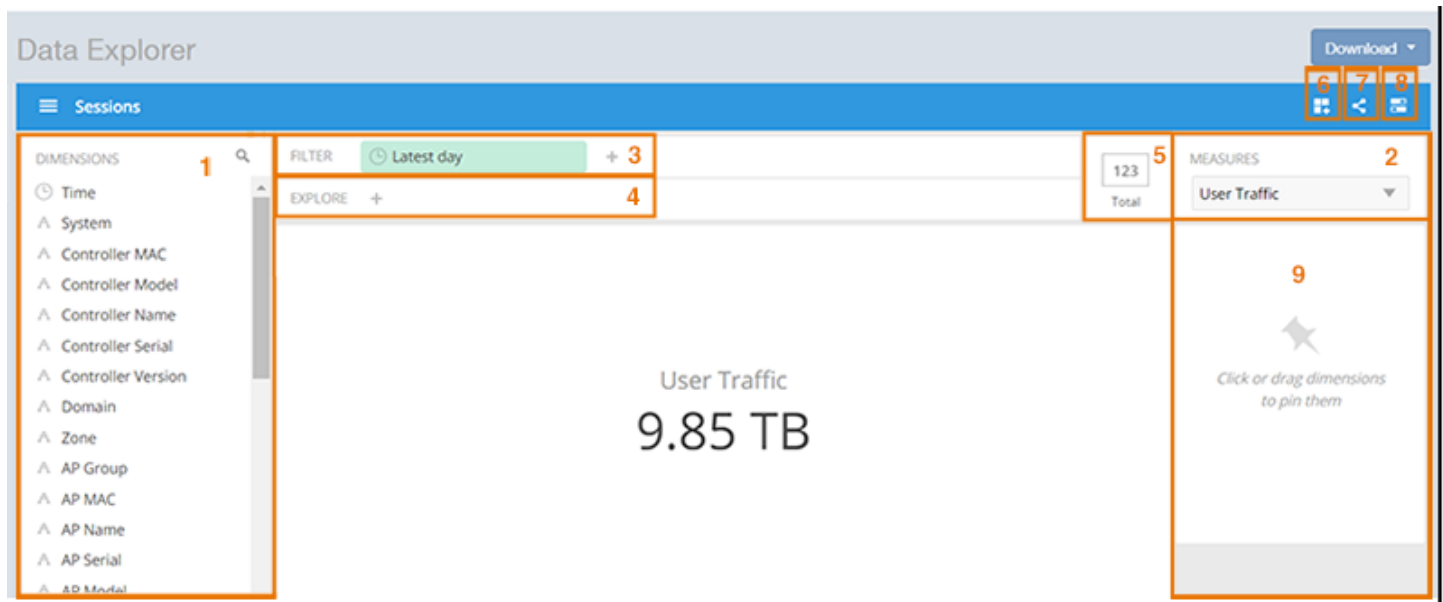 Data Explorer
Download
6 7 8
Sessions
DIMENSIONS 1
Time
System
Controller MAC
Controller Model
Controller Name
Controller Serial
Controller Version
Domain
Zone
AP Group
AP MAC
AP Name
AP Serial
AP Model
FILTER Latest day + 3
EXPLORE + 4
123 5
Total
MEASURES 2
User Traffic
User Traffic
9.85 TB
9
Click or drag dimensions
to pin them